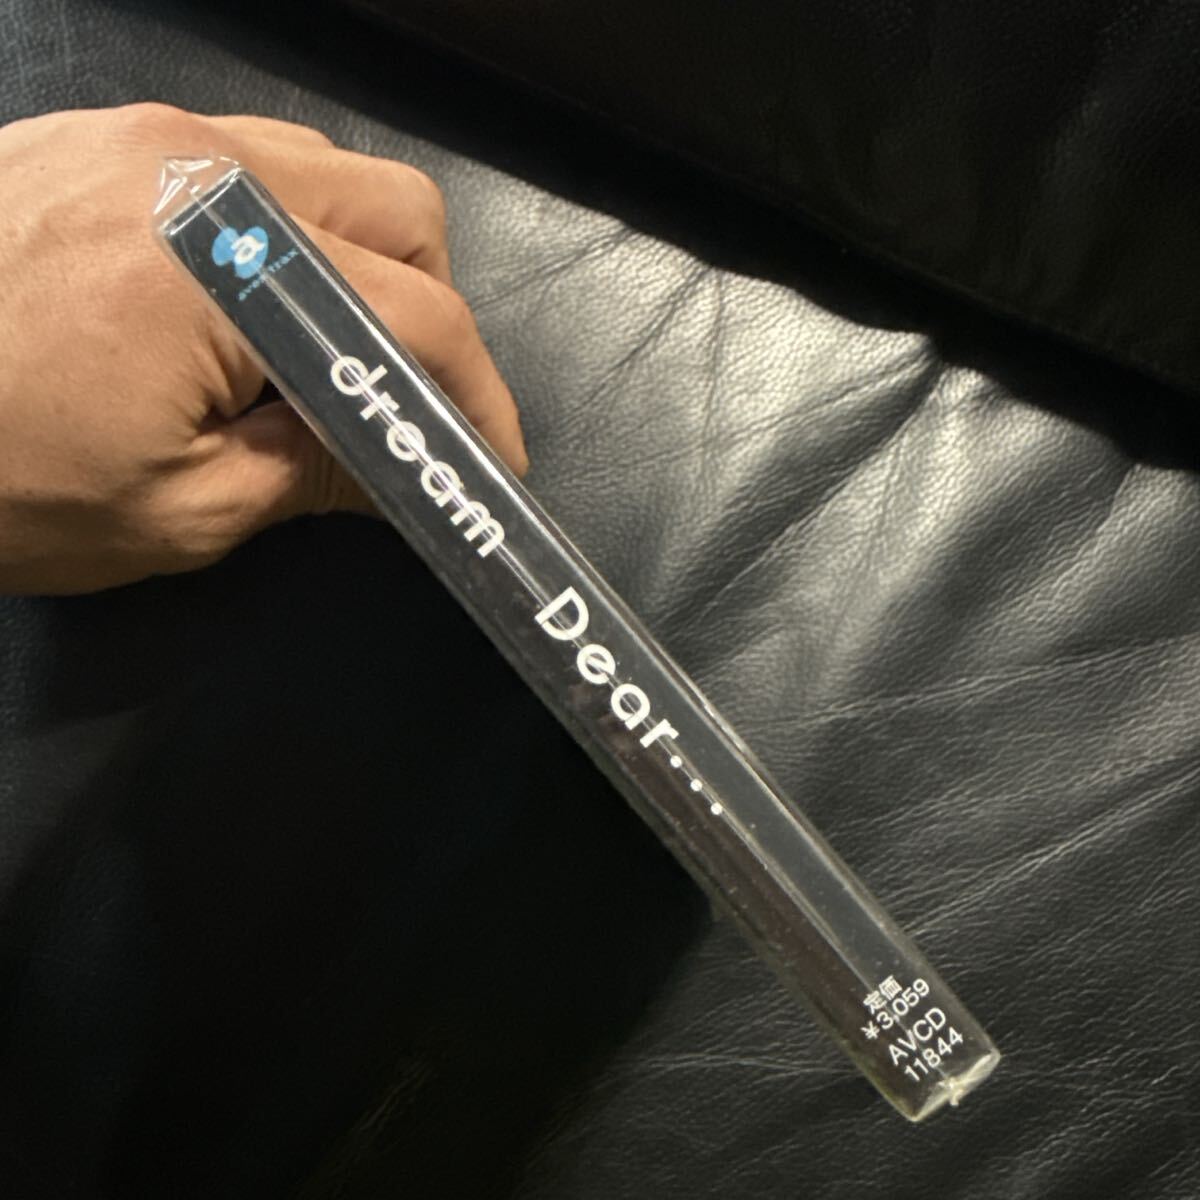 a
avex trax
dream Dear....
定価
¥3,059
AVCD
11844